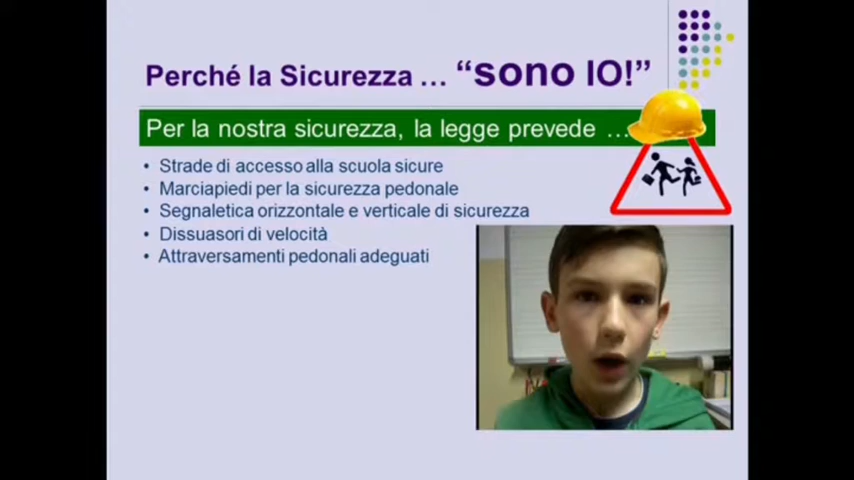 Perché la Sicurezza … “sono IO!”
Per la nostra sicurezza, la legge prevede …
• Strade di accesso alla scuola sicure
• Marciapiedi per la sicurezza pedonale
• Segnaletica orizzontale e verticale di sicurezza
• Dissuasori di velocità
• Attraversamenti pedonali adeguati